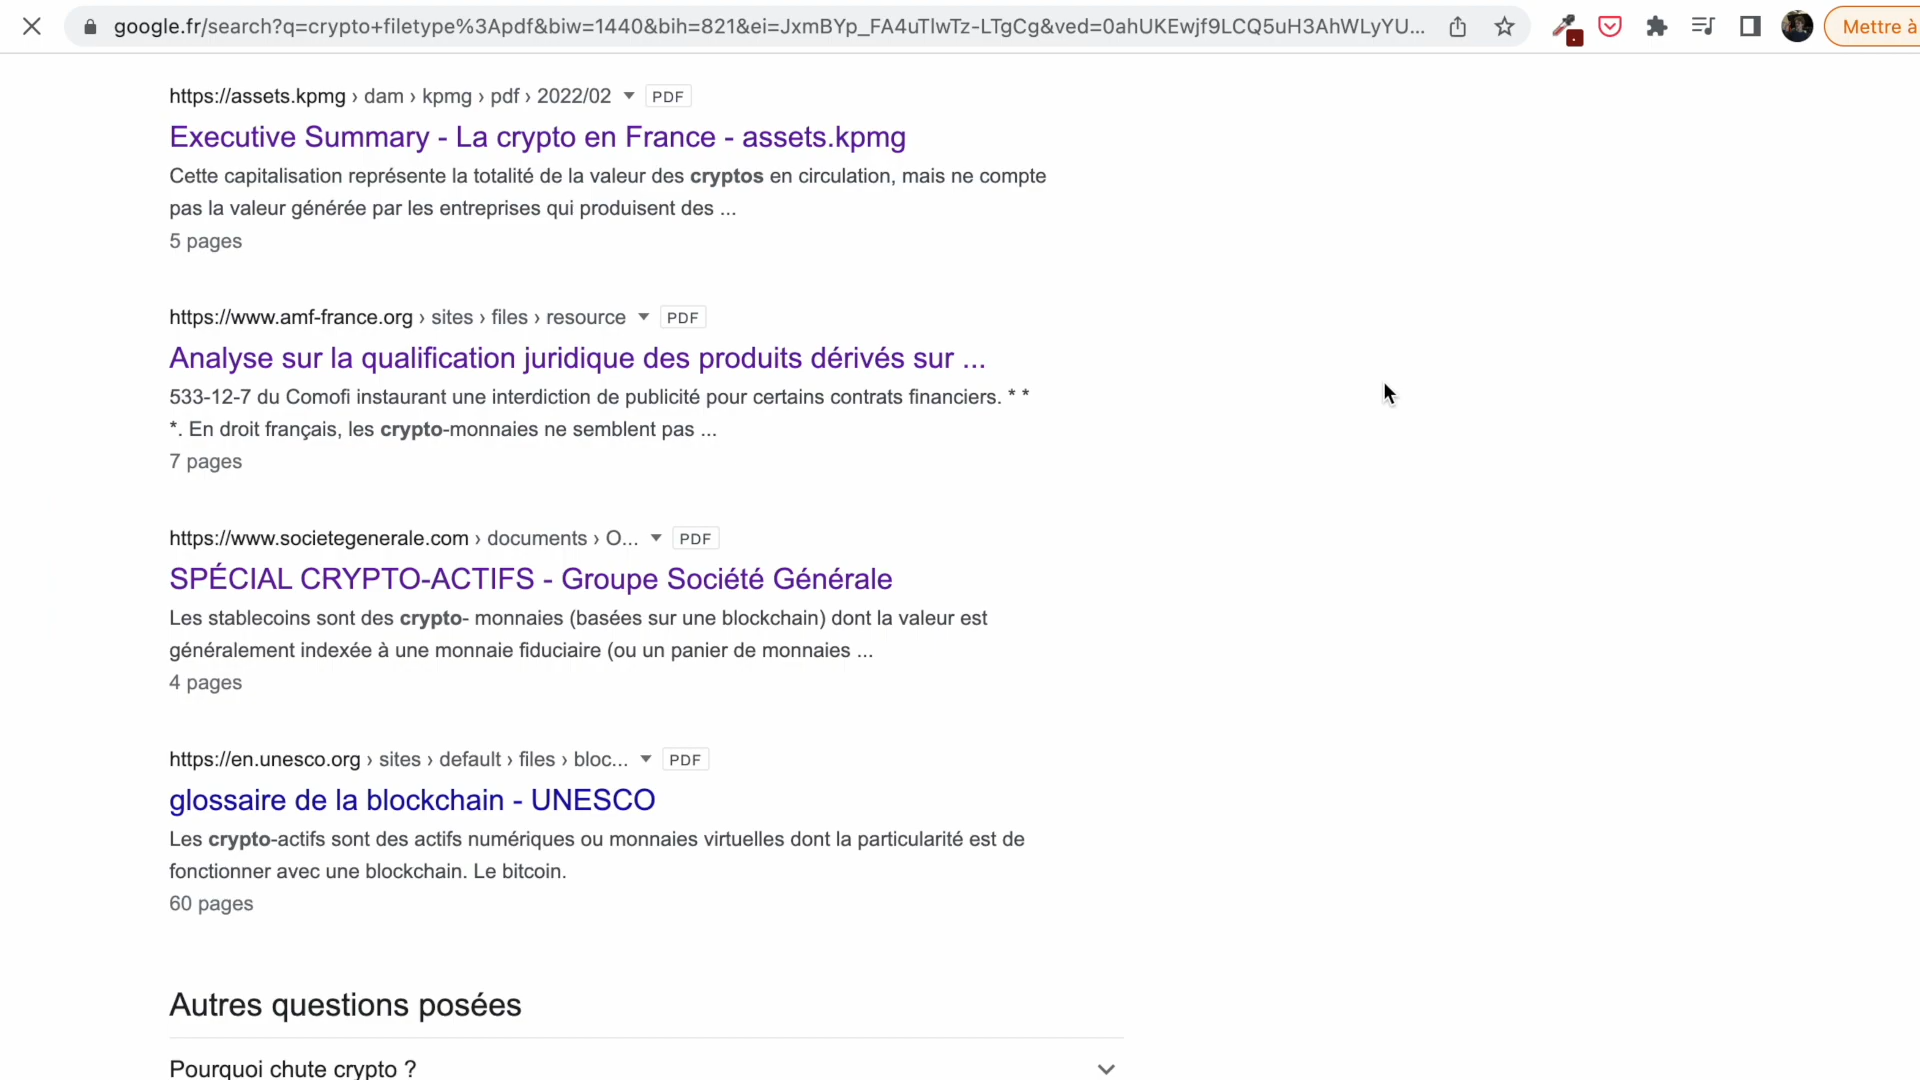 google.fr/search?q=crypto+filetype%3Apdf&biw=1440&bih=821&ei=JxmBYp_FA4uTlwTz-LTgCg&ved=0ahUKEwjf9LCQ5uH3AhWLyYU...
Mettre à
https://assets.kpmg › dam › kpmg › pdf › 2022/02 PDF
Executive Summary - La crypto en France - assets.kpmg
Cette capitalisation représente la totalité de la valeur des cryptos en circulation, mais ne compte
pas la valeur générée par les entreprises qui produisent des ...
5 pages
https://www.amf-france.org › sites › files › resource PDF
Analyse sur la qualification juridique des produits dérivés sur ...
533-12-7 du Comofi instaurant une interdiction de publicité pour certains contrats financiers. * *
*. En droit français, les crypto-monnaies ne semblent pas ...
7 pages
https://www.societegenerale.com › documents › O... PDF
SPÉCIAL CRYPTO-ACTIFS - Groupe Société Générale
Les stablecoins sont des crypto- monnaies (basées sur une blockchain) dont la valeur est
généralement indexée à une monnaie fiduciaire (ou un panier de monnaies ...
4 pages
https://en.unesco.org › sites › default › files › bloc... PDF
glossaire de la blockchain - UNESCO
Les crypto-actifs sont des actifs numériques ou monnaies virtuelles dont la particularité est de
fonctionner avec une blockchain. Le bitcoin.
60 pages
Autres questions posées
Pourquoi chute crypto ?